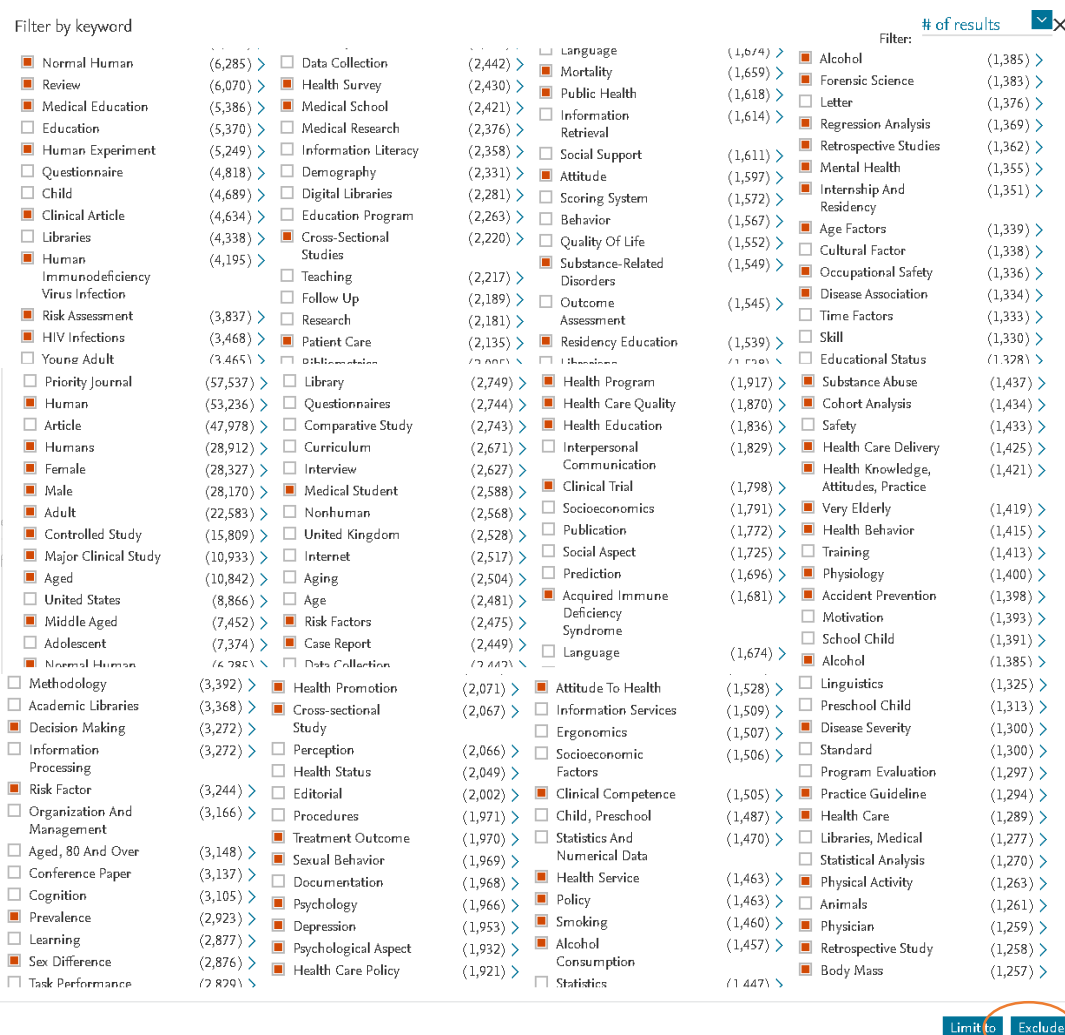 Filter by keyword
# of results
Filter:
Normal Human (6,285)
Review (6,070)
Medical Education (5,386)
Education (5,370)
Human Experiment (5,249)
Questionnaire (4,818)
Child (4,689)
Clinical Article (4,634)
Libraries (4,338)
Human (4,195)
Immunodeficiency
Virus Infection
Risk Assessment (3,837)
HIV Infections (3,468)
Young Adult (3,465)
Data Collection (2,442)
Health Survey (2,430)
Medical School (2,421)
Medical Research (2,376)
Information Literacy (2,358)
Demography (2,331)
Digital Libraries (2,281)
Education Program (2,263)
Cross-Sectional (2,220)
Studies
Teaching (2,217)
Follow Up (2,189)
Research (2,181)
Patient Care (2,135)
Language (1,674)
Mortality (1,659)
Public Health (1,618)
Information (1,614)
Retrieval
Social Support (1,611)
Attitude (1,597)
Scoring System (1,572)
Behavior (1,567)
Quality Of Life (1,552)
Substance-Related (1,549)
Disorders
Outcome (1,545)
Assessment
Residency Education (1,539)
Alcohol (1,385)
Forensic Science (1,383)
Letter (1,376)
Regression Analysis (1,369)
Retrospective Studies (1,362)
Mental Health (1,355)
Internship And (1,351)
Residency
Age Factors (1,339)
Cultural Factor (1,338)
Occupational Safety (1,336)
Disease Association (1,334)
Time Factors (1,333)
Skill (1,330)
Educational Status (1,328)
Priority Journal (57,537)
Human (53,236)
Article (47,978)
Humans (28,912)
Female (28,327)
Male (28,170)
Adult (22,583)
Controlled Study (15,809)
Major Clinical Study (10,933)
Aged (10,842)
United States (8,866)
Middle Aged (7,452)
Adolescent (7,374)
Normal Human (6,285)
Library (2,749)
Questionnaires (2,744)
Comparative Study (2,743)
Curriculum (2,671)
Interview (2,627)
Medical Student (2,588)
Nonhuman (2,568)
United Kingdom (2,528)
Internet (2,517)
Aging (2,504)
Age (2,481)
Risk Factors (2,475)
Case Report (2,449)
Data Collection (2,442)
Health Program (1,917)
Health Care Quality (1,870)
Health Education (1,836)
Interpersonal (1,829)
Communication
Clinical Trial (1,798)
Socioeconomics (1,791)
Publication (1,772)
Social Aspect (1,725)
Prediction (1,696)
Acquired Immune (1,681)
Deficiency
Syndrome
Language (1,674)
Substance Abuse (1,437)
Cohort Analysis (1,434)
Safety (1,433)
Health Care Delivery (1,425)
Health Knowledge, (1,421)
Attitudes, Practice
Very Elderly (1,419)
Health Behavior (1,415)
Training (1,413)
Physiology (1,400)
Accident Prevention (1,398)
Motivation (1,393)
School Child (1,391)
Alcohol (1,385)
Methodology (3,392)
Academic Libraries (3,368)
Decision Making (3,272)
Information (3,272)
Processing
Risk Factor (3,244)
Organization And (3,166)
Management
Aged, 80 And Over (3,148)
Conference Paper (3,137)
Cognition (3,105)
Prevalence (2,923)
Learning (2,877)
Sex Difference (2,876)
Task Performance (2,829)
Health Promotion (2,071)
Cross-sectional (2,067)
Study
Perception (2,066)
Health Status (2,049)
Editorial (2,002)
Procedures (1,971)
Treatment Outcome (1,970)
Sexual Behavior (1,969)
Documentation (1,968)
Psychology (1,966)
Depression (1,953)
Psychological Aspect (1,932)
Health Care Policy (1,921)
Attitude To Health (1,528)
Information Services (1,509)
Ergonomics (1,507)
Socioeconomic (1,506)
Factors
Clinical Competence (1,505)
Child, Preschool (1,487)
Statistics And (1,470)
Numerical Data
Health Service (1,463)
Policy (1,463)
Smoking (1,460)
Alcohol (1,457)
Consumption
Statistics (1,447)
Linguistics (1,325)
Preschool Child (1,313)
Disease Severity (1,300)
Standard (1,300)
Program Evaluation (1,297)
Practice Guideline (1,294)
Health Care (1,289)
Libraries, Medical (1,277)
Statistical Analysis (1,270)
Physical Activity (1,263)
Animals (1,261)
Physician (1,259)
Retrospective Study (1,258)
Body Mass (1,257)
Limit to
Exclude